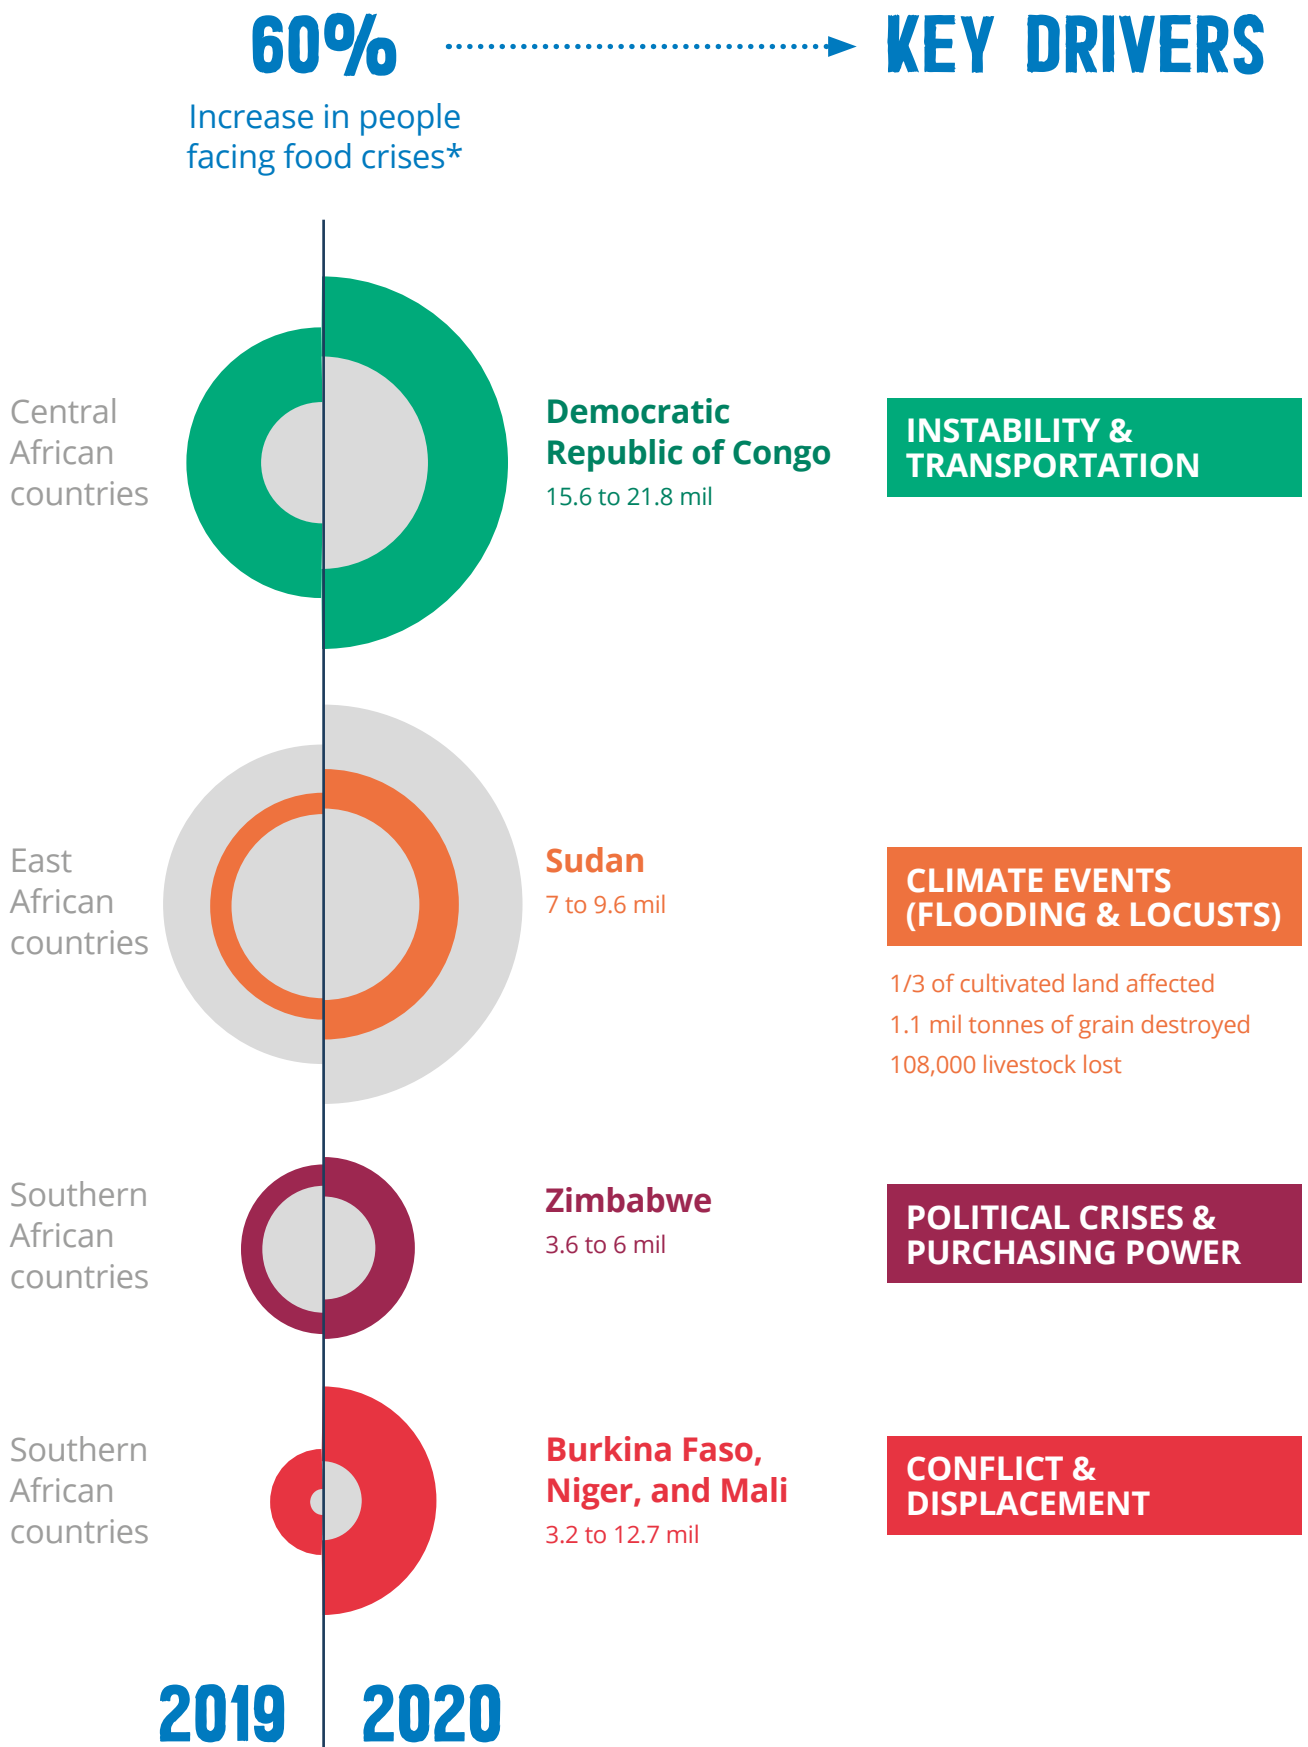 60%
KEY DRIVERS
Increase in people
facing food crises*
Central
African
countries
Democratic
Republic of Congo
15.6 to 21.8 mil
INSTABILITY &
TRANSPORTATION
East
African
countries
Sudan
7 to 9.6 mil
CLIMATE EVENTS
(FLOODING & LOCUSTS)
1/3 of cultivated land affected
1.1 mil tonnes of grain destroyed
108,000 livestock lost
Southern
African
countries
Zimbabwe
3.6 to 6 mil
POLITICAL CRISES &
PURCHASING POWER
Southern
African
countries
Burkina Faso,
Niger, and Mali
3.2 to 12.7 mil
CONFLICT &
DISPLACEMENT
2019
2020